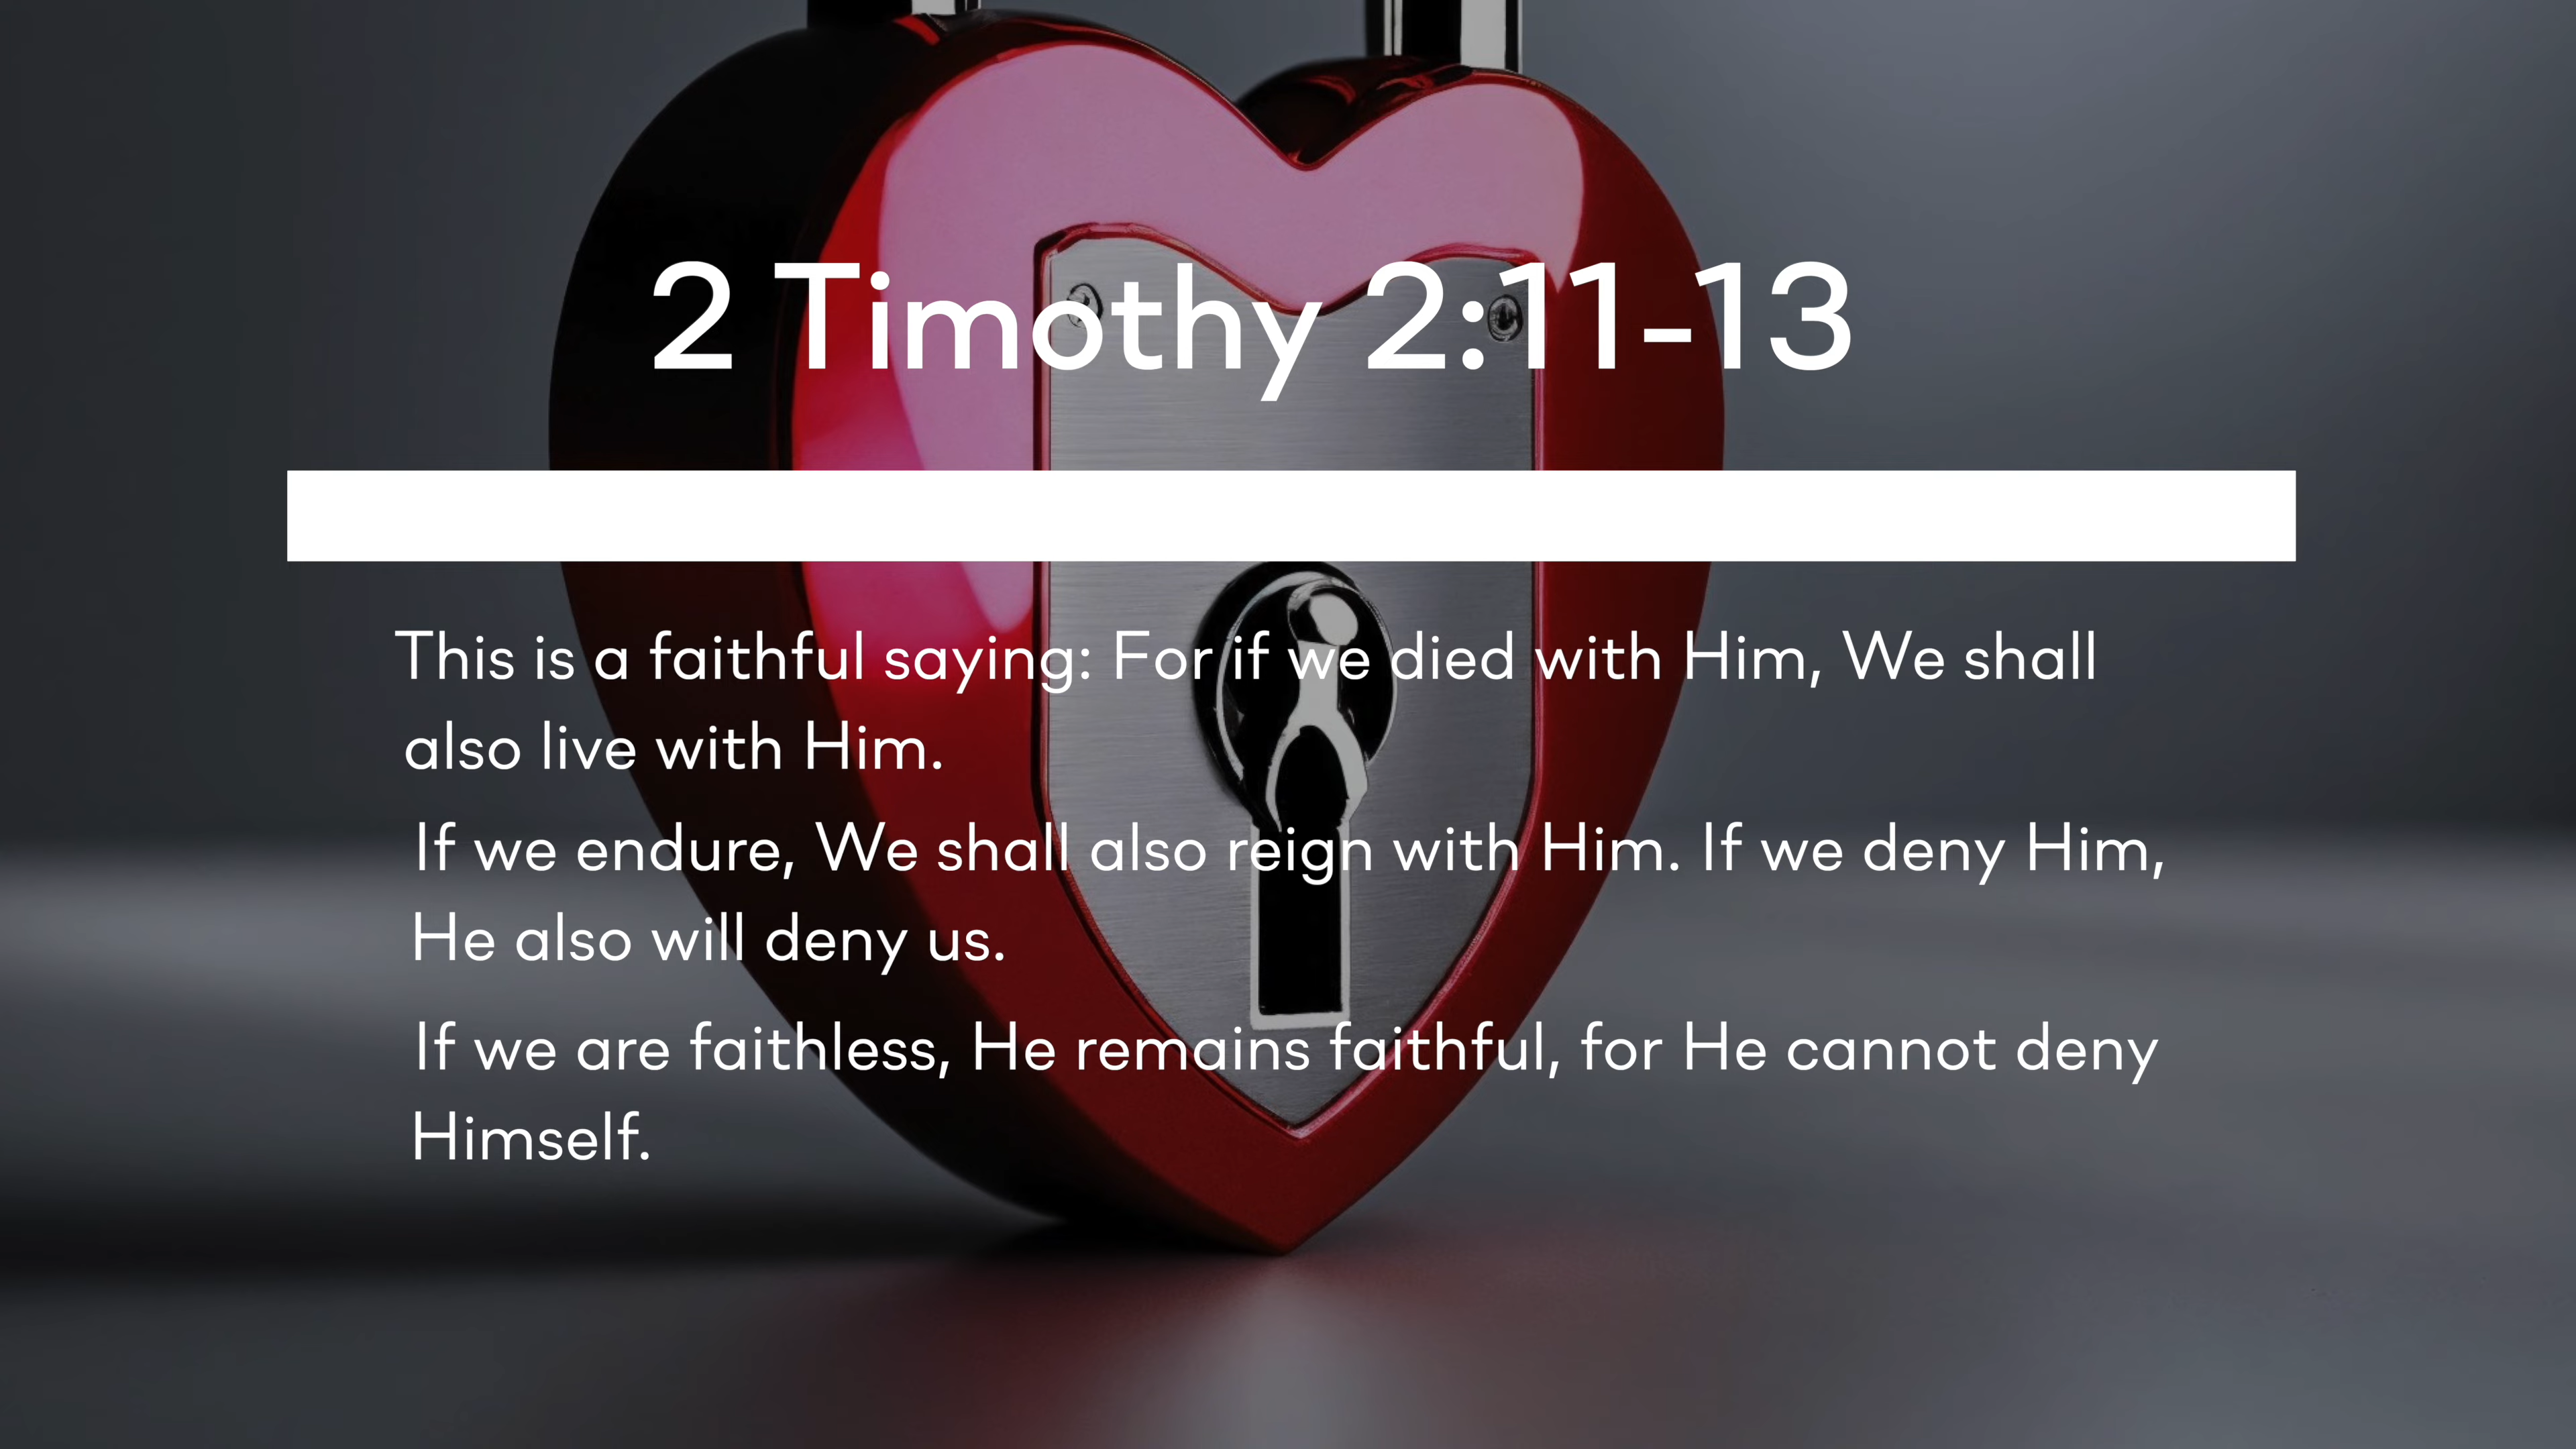 2 Timothy 2:11-13
This is a faithful saying: For if we died with Him, We shall
also live with Him.
If we endure, We shall also reign with Him. If we deny Him,
He also will deny us.
If we are faithless, He remains faithful, for He cannot deny
Himself.